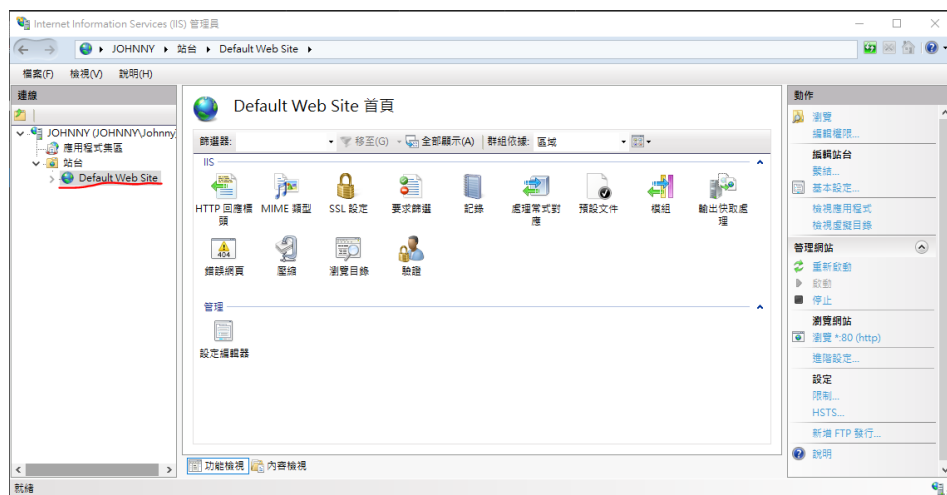 Internet Information Services (IIS) 管理員
JOHNNY ▸ 站台 ▸ Default Web Site ▸
檔案(F) 檢視(V) 說明(H)
連線
JOHNNY (JOHNNY\Johnny
應用程式集區
站台
Default Web Site
Default Web Site 首頁
篩選器: 移至(G) 全部顯示(A) 群組依據: 區域
IIS
HTTP 回應標頭
MIME 類型
SSL 設定
要求篩選
記錄
處理常式對應
預設文件
模組
輸出快取處理
404
錯誤網頁
壓縮
瀏覽目錄
驗證
管理
設定編輯器
功能檢視 內容檢視
動作
瀏覽
編輯權限...
編輯站台
繫結...
基本設定...
檢視應用程式
檢視虛擬目錄
管理網站
重新啟動
啟動
停止
瀏覽網站
瀏覽 *:80 (http)
進階設定...
設定
限制...
HSTS...
新增 FTP 發行...
說明
就緒